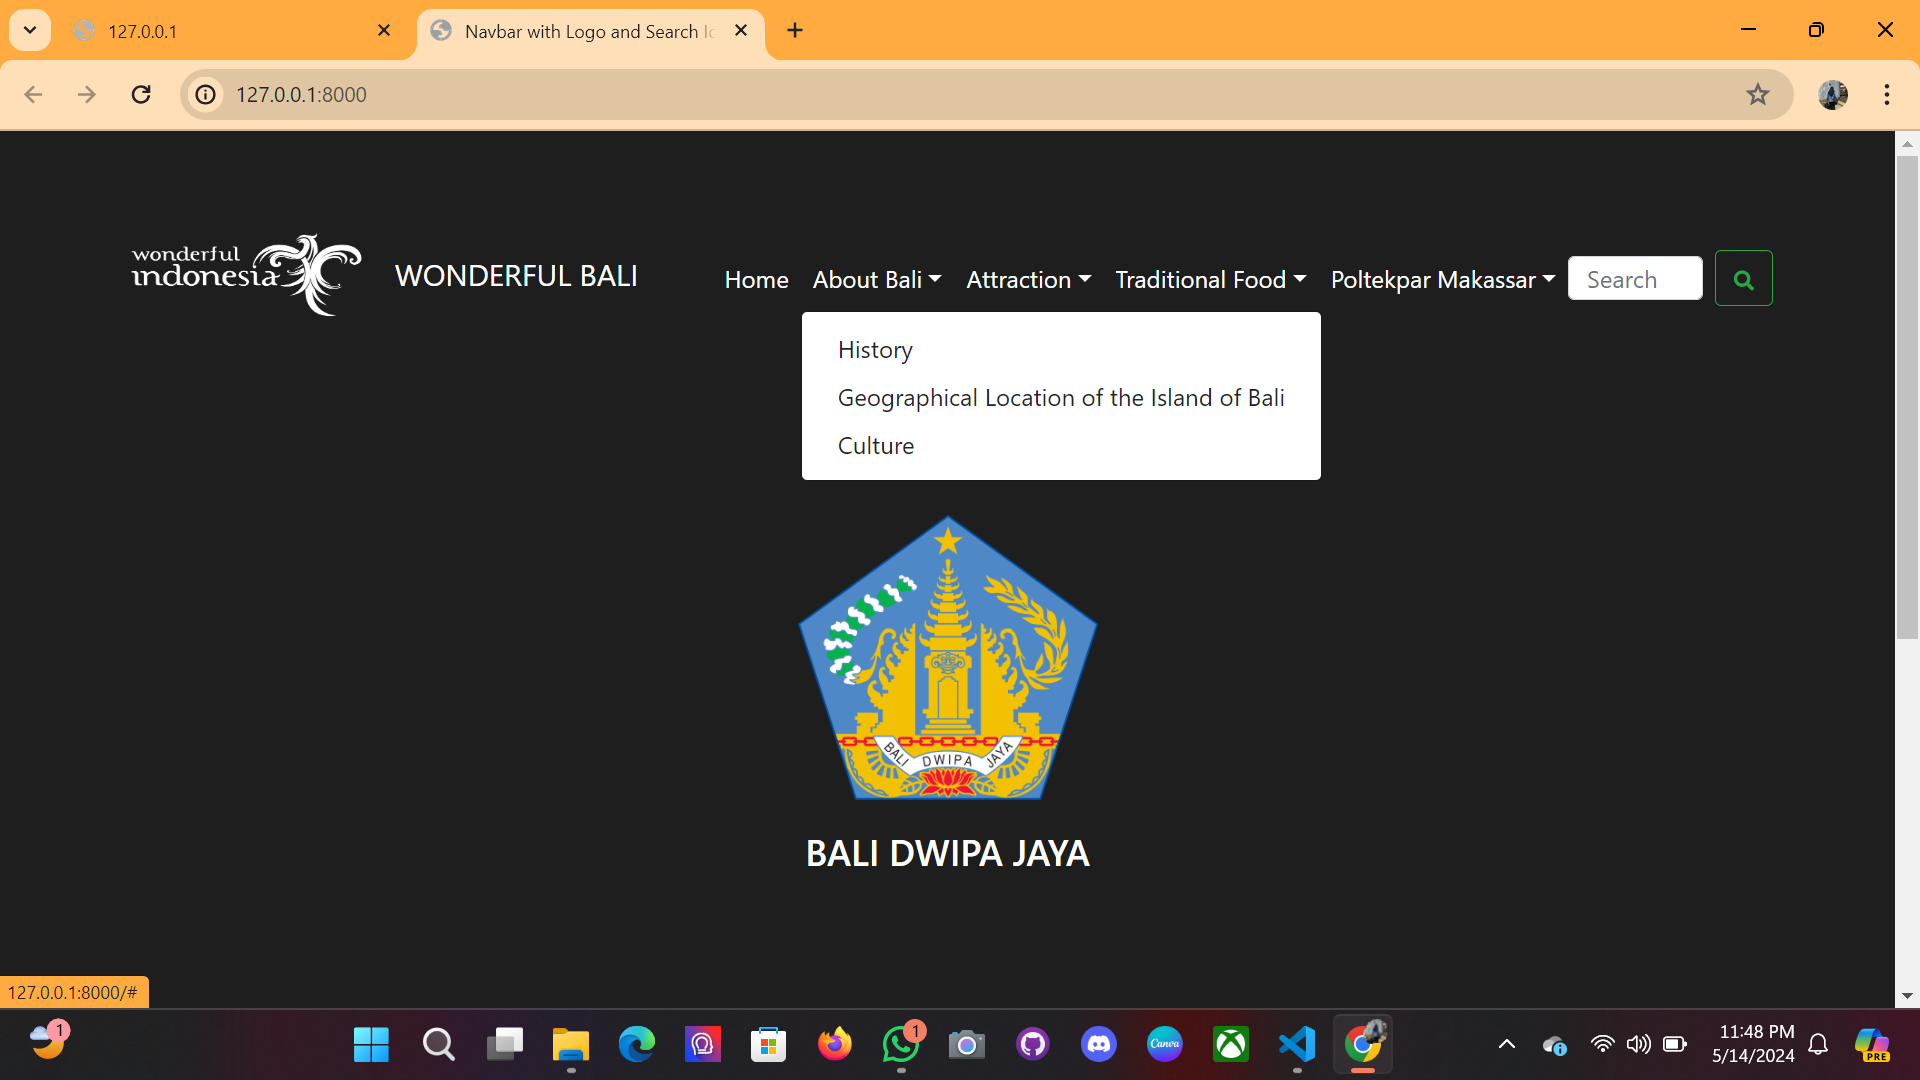 127.0.0.1
Navbar with Logo and Search Ic
127.0.0.1:8000
wonderful
indonesia
WONDERFUL BALI
Home
About Bali
Attraction
Traditional Food
Poltekpar Makassar
Search
History
Geographical Location of the Island of Bali
Culture
BALI DWIPA JAYA
BALI DWIPA JAYA
127.0.0.1:8000/#
1
1
Canva
11:48 PM
5/14/2024
PRE